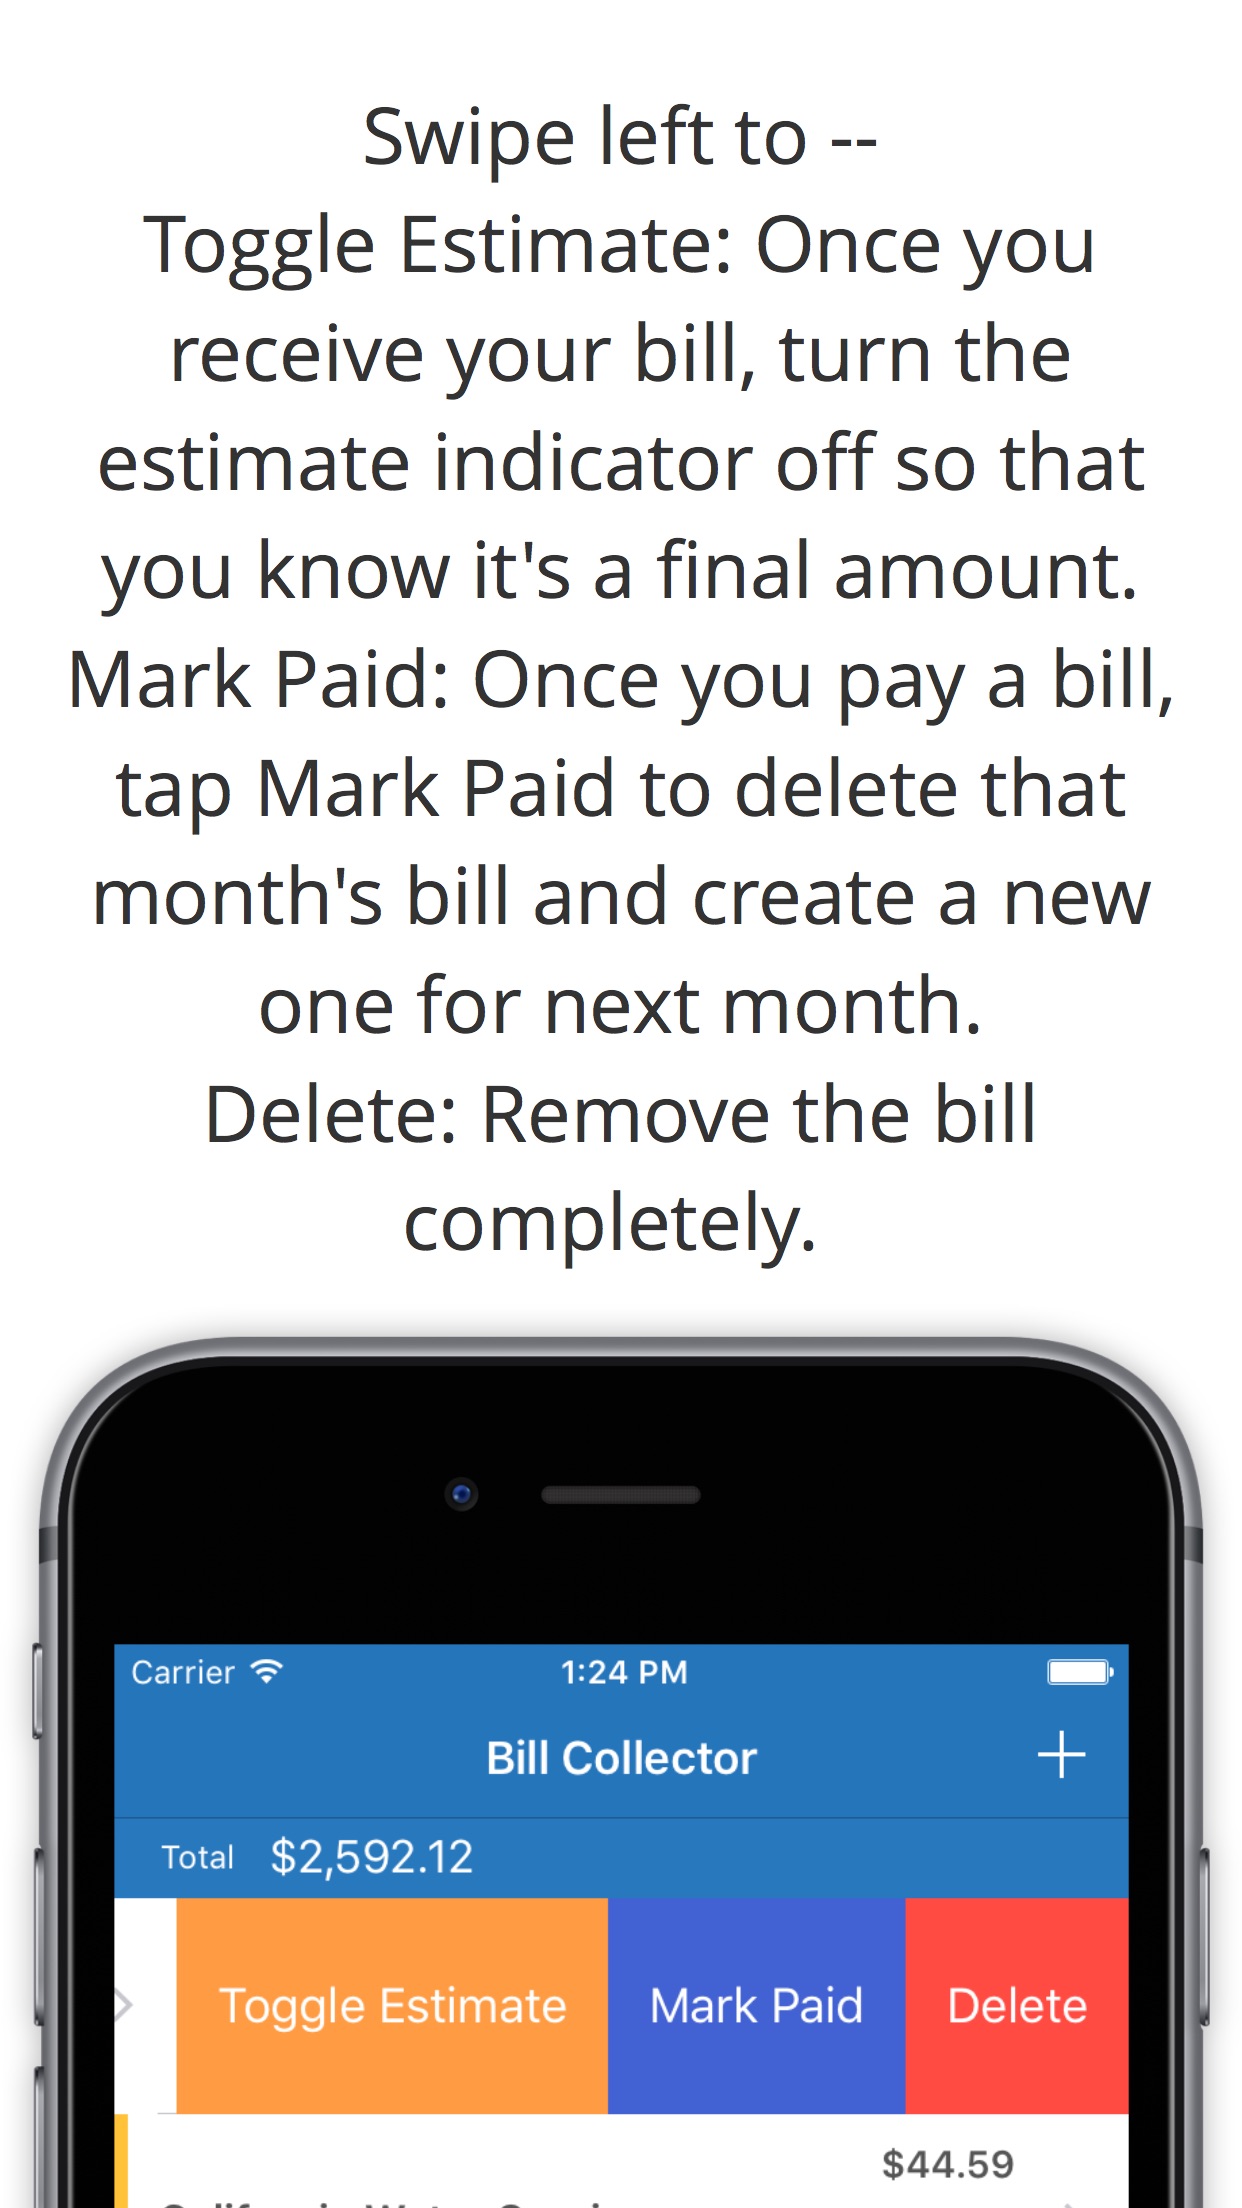 Swipe left to --
Toggle Estimate: Once you
receive your bill, turn the
estimate indicator off so that
you know it's a final amount.
Mark Paid: Once you pay a bill,
tap Mark Paid to delete that
month's bill and create a new
one for next month.
Delete: Remove the bill
completely.
Carrier 1:24 PM
Bill Collector +
Total $2,592.12
Toggle Estimate Mark Paid Delete
$44.59
California Water